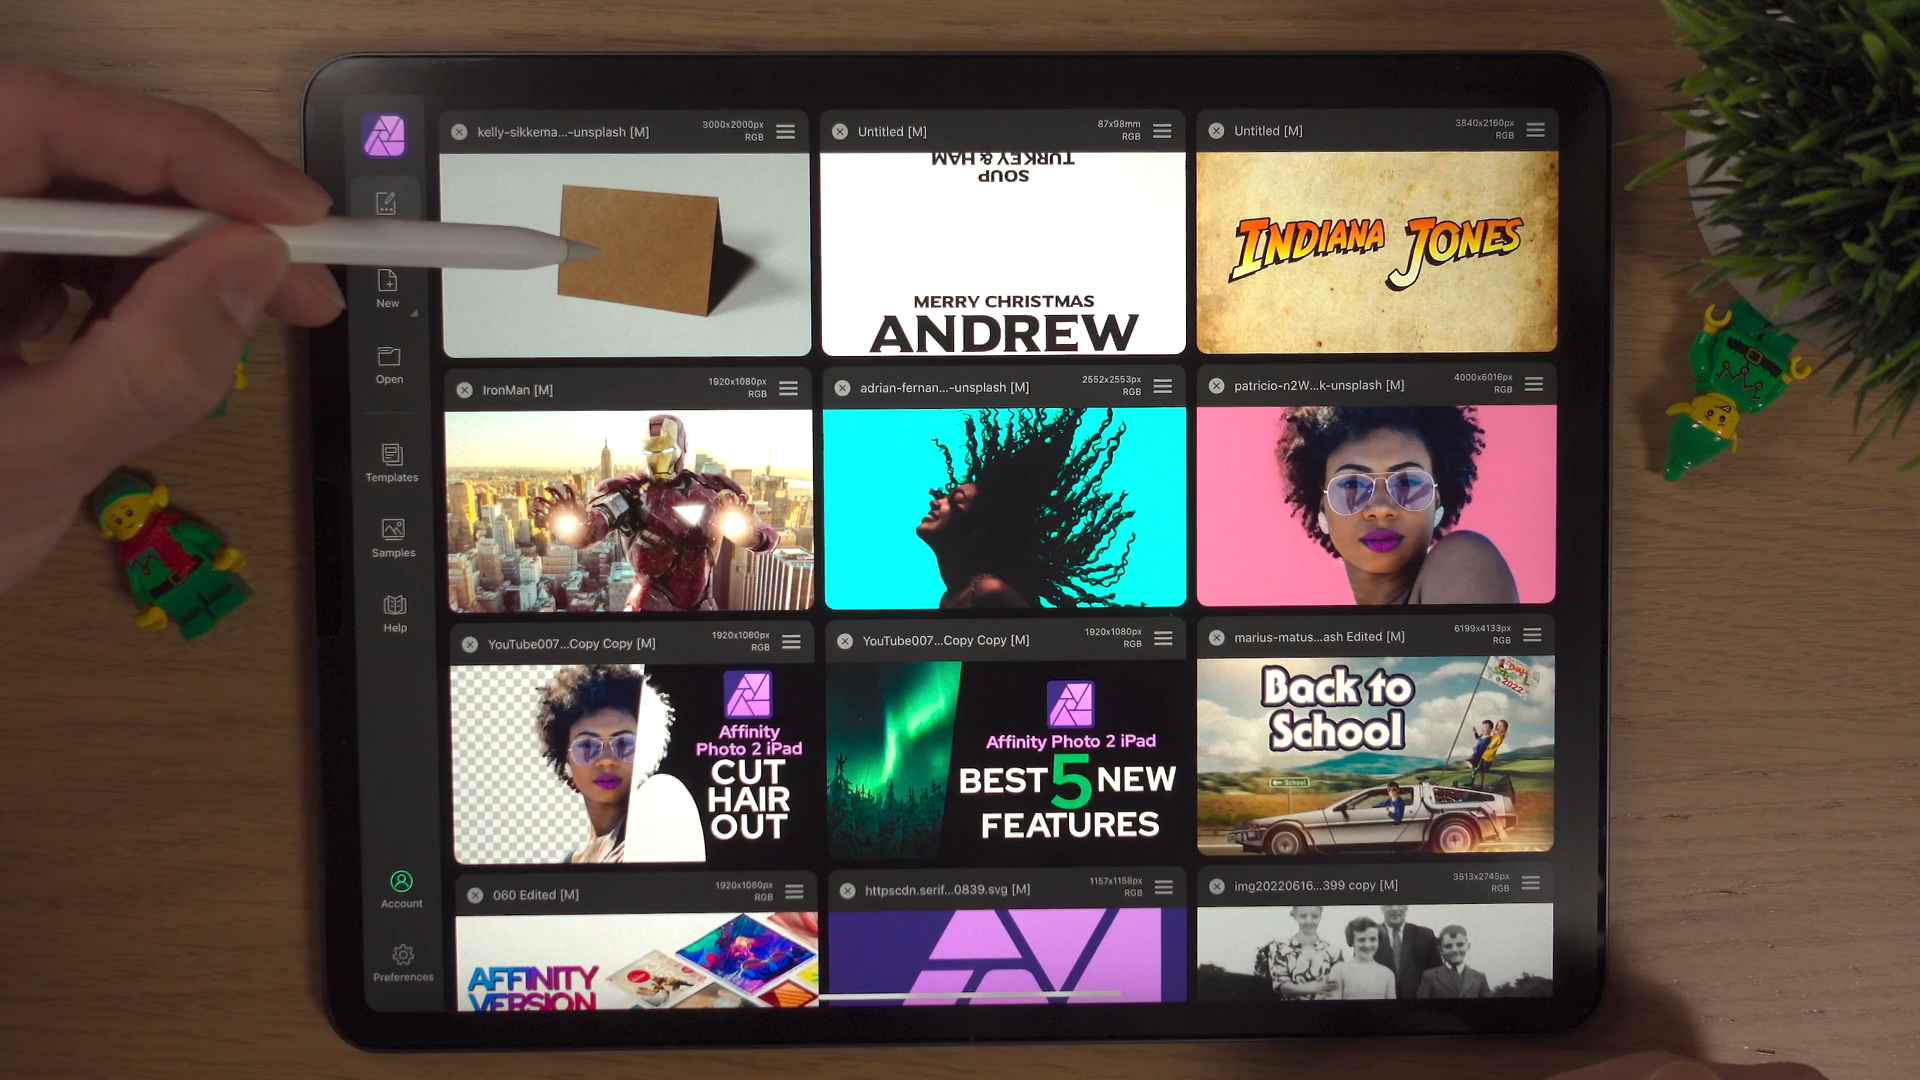 kelly-sikkema...-unsplash [M]
3000x2000px
RGB
Untitled [M]
87x98mm
RGB
TURKEY & HAM
SOUP
MERRY CHRISTMAS
ANDREW
Untitled [M]
3840x2160px
RGB
INDIANA JONES
New
Open
Templates
Samples
Help
Account
Preferences
IronMan [M]
1920x1080px
RGB
adrian-fernan...-unsplash [M]
2552x2553px
RGB
patricio-n2W...k-unsplash [M]
4000x6016px
RGB
YouTube007...Copy Copy [M]
1920x1080px
RGB
Affinity
Photo 2 iPad
CUT
HAIR
OUT
YouTube007...Copy Copy [M]
1920x1080px
RGB
Affinity Photo 2 iPad
BEST 5 NEW
FEATURES
marius-matus...ash Edited [M]
6199x4133px
RGB
Back to
School
School
2022
060 Edited [M]
1920x1080px
RGB
AFFINITY
VERSION
httpscdn.serif...0839.svg [M]
1157x1158px
RGB
img20220616...399 copy [M]
3513x2745px
RGB